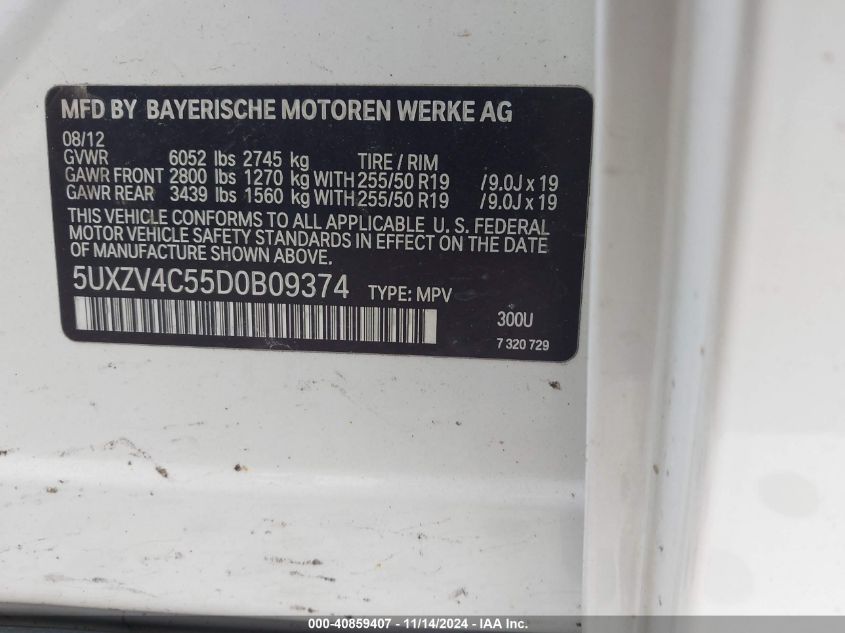 MFD BY BAYERISCHE MOTOREN WERKE AG
08/12
GVWR 6052 lbs 2745 kg TIRE / RIM
GAWR FRONT 2800 lbs 1270 kg WITH 255/50 R19 /9.0J x 19
GAWR REAR 3439 lbs 1560 kg WITH 255/50 R19 /9.0J x 19
THIS VEHICLE CONFORMS TO ALL APPLICABLE U. S. FEDERAL
MOTOR VEHICLE SAFETY STANDARDS IN EFFECT ON THE DATE
OF MANUFACTURE SHOWN ABOVE.
5UXZV4C55D0B09374 TYPE: MPV
300U
7 320 729
000-40859407 - 11/14/2024 - IAA Inc.